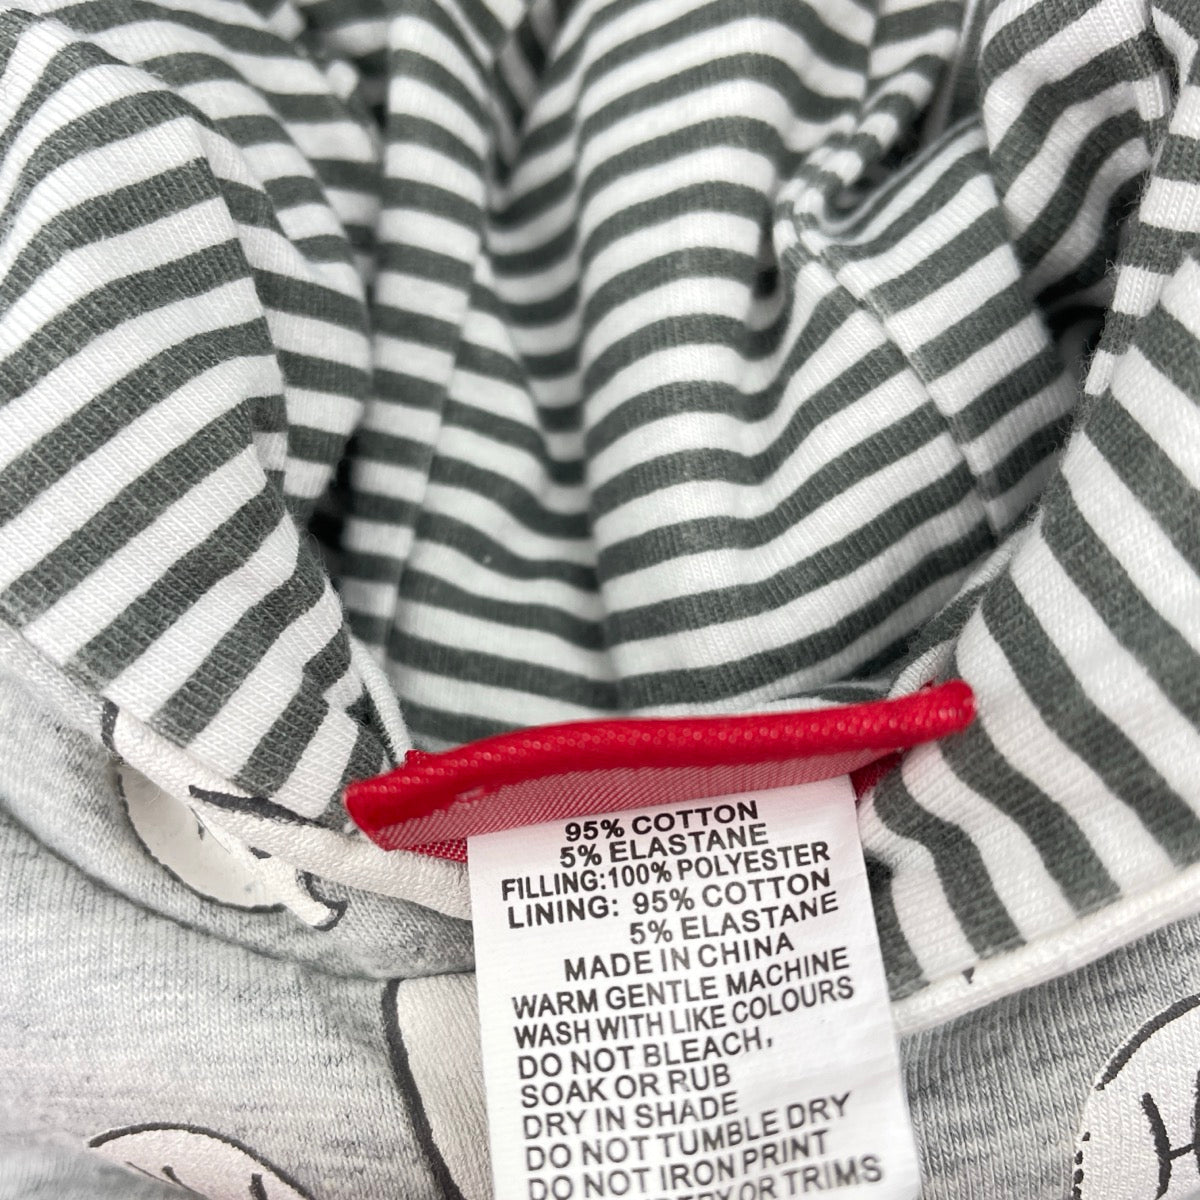 95% COTTON
5% ELASTANE
FILLING:100% POLYESTER
LINING: 95% COTTON
5% ELASTANE
MADE IN CHINA
WARM GENTLE MACHINE
WASH WITH LIKE COLOURS
DO NOT BLEACH,
SOAK OR RUB
DRY IN SHADE
DO NOT TUMBLE DRY
DO NOT IRON PRINT
OR TRIMS
H